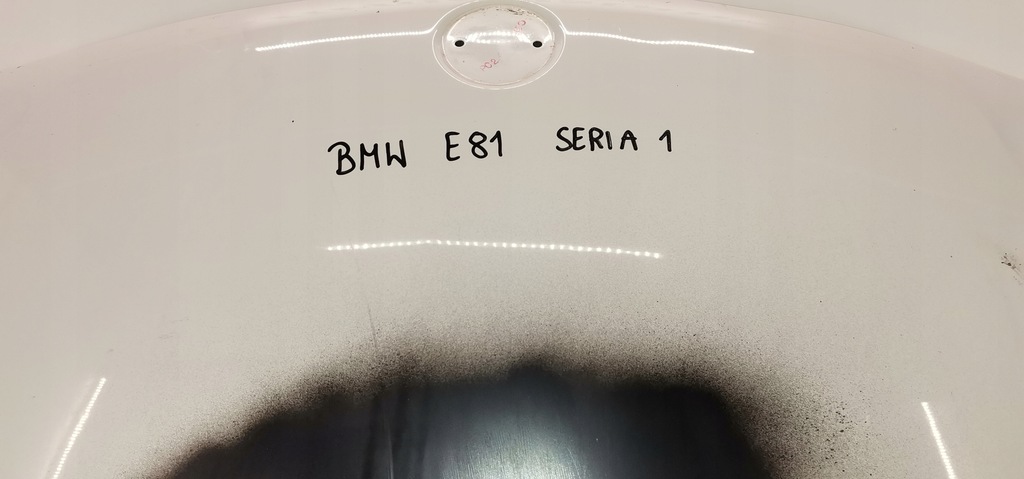 BMW E81 SERIA 1